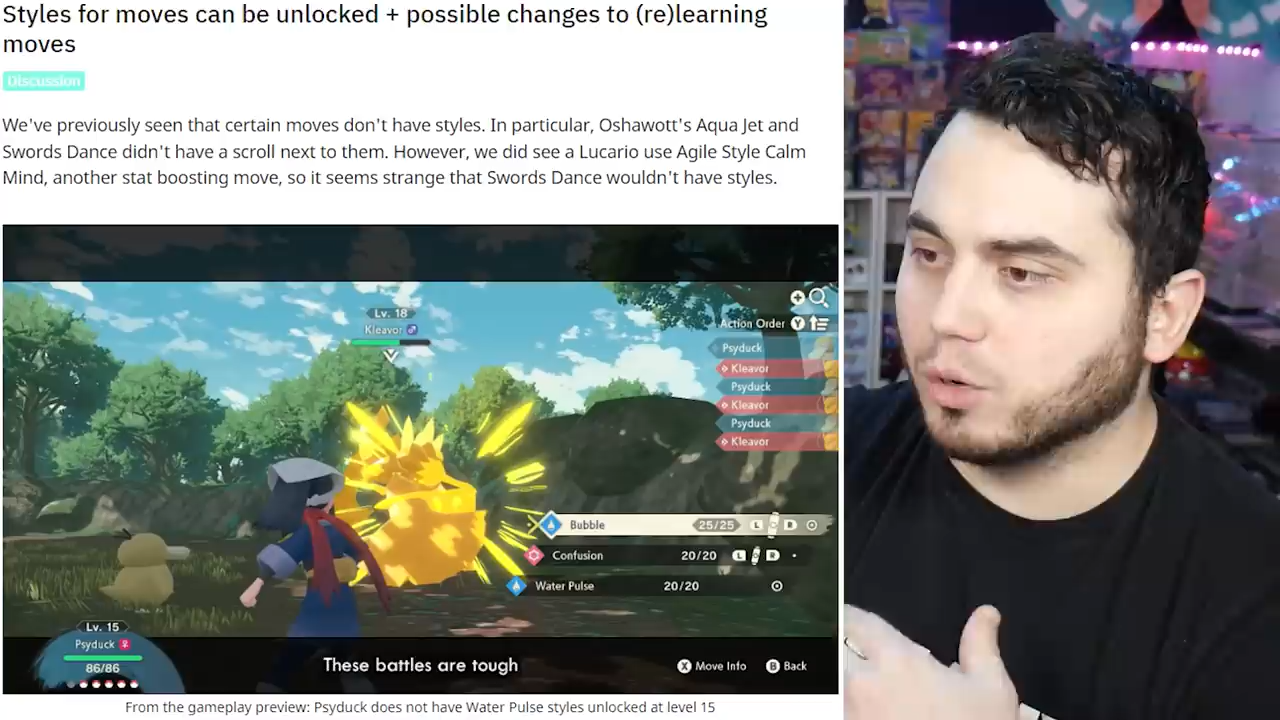 Styles for moves can be unlocked + possible changes to (re)learning
moves
Discussion
We've previously seen that certain moves don't have styles. In particular, Oshawott's Aqua Jet and
Swords Dance didn't have a scroll next to them. However, we did see a Lucario use Agile Style Calm
Mind, another stat boosting move, so it seems strange that Swords Dance wouldn't have styles.
Lv. 18
Kleavor
Action Order Y
Psyduck
Kleavor
Psyduck
Kleavor
Psyduck
Kleavor
Bubble 25/25 L R
Confusion 20/20 L R
Water Pulse 20/20
Lv. 15
Psyduck
86/86
These battles are tough
X Move Info B Back
From the gameplay preview: Psyduck does not have Water Pulse styles unlocked at level 15